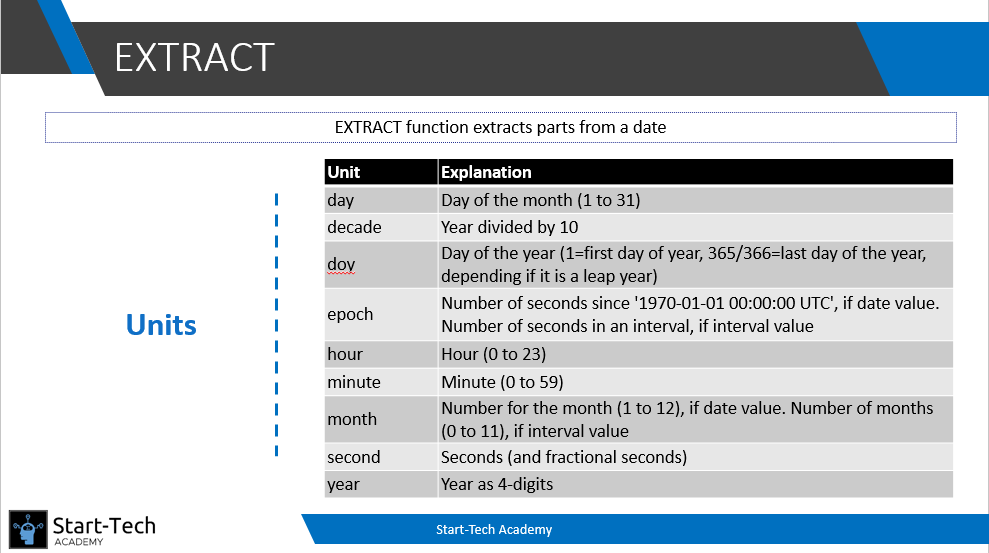 EXTRACT
EXTRACT function extracts parts from a date
Units
Unit Explanation
day Day of the month (1 to 31)
decade Year divided by 10
doy Day of the year (1=first day of year, 365/366=last day of the year,
depending if it is a leap year)
epoch Number of seconds since '1970-01-01 00:00:00 UTC', if date value.
Number of seconds in an interval, if interval value
hour Hour (0 to 23)
minute Minute (0 to 59)
month Number for the month (1 to 12), if date value. Number of months
(0 to 11), if interval value
second Seconds (and fractional seconds)
year Year as 4-digits
Start-Tech
ACADEMY
Start-Tech Academy